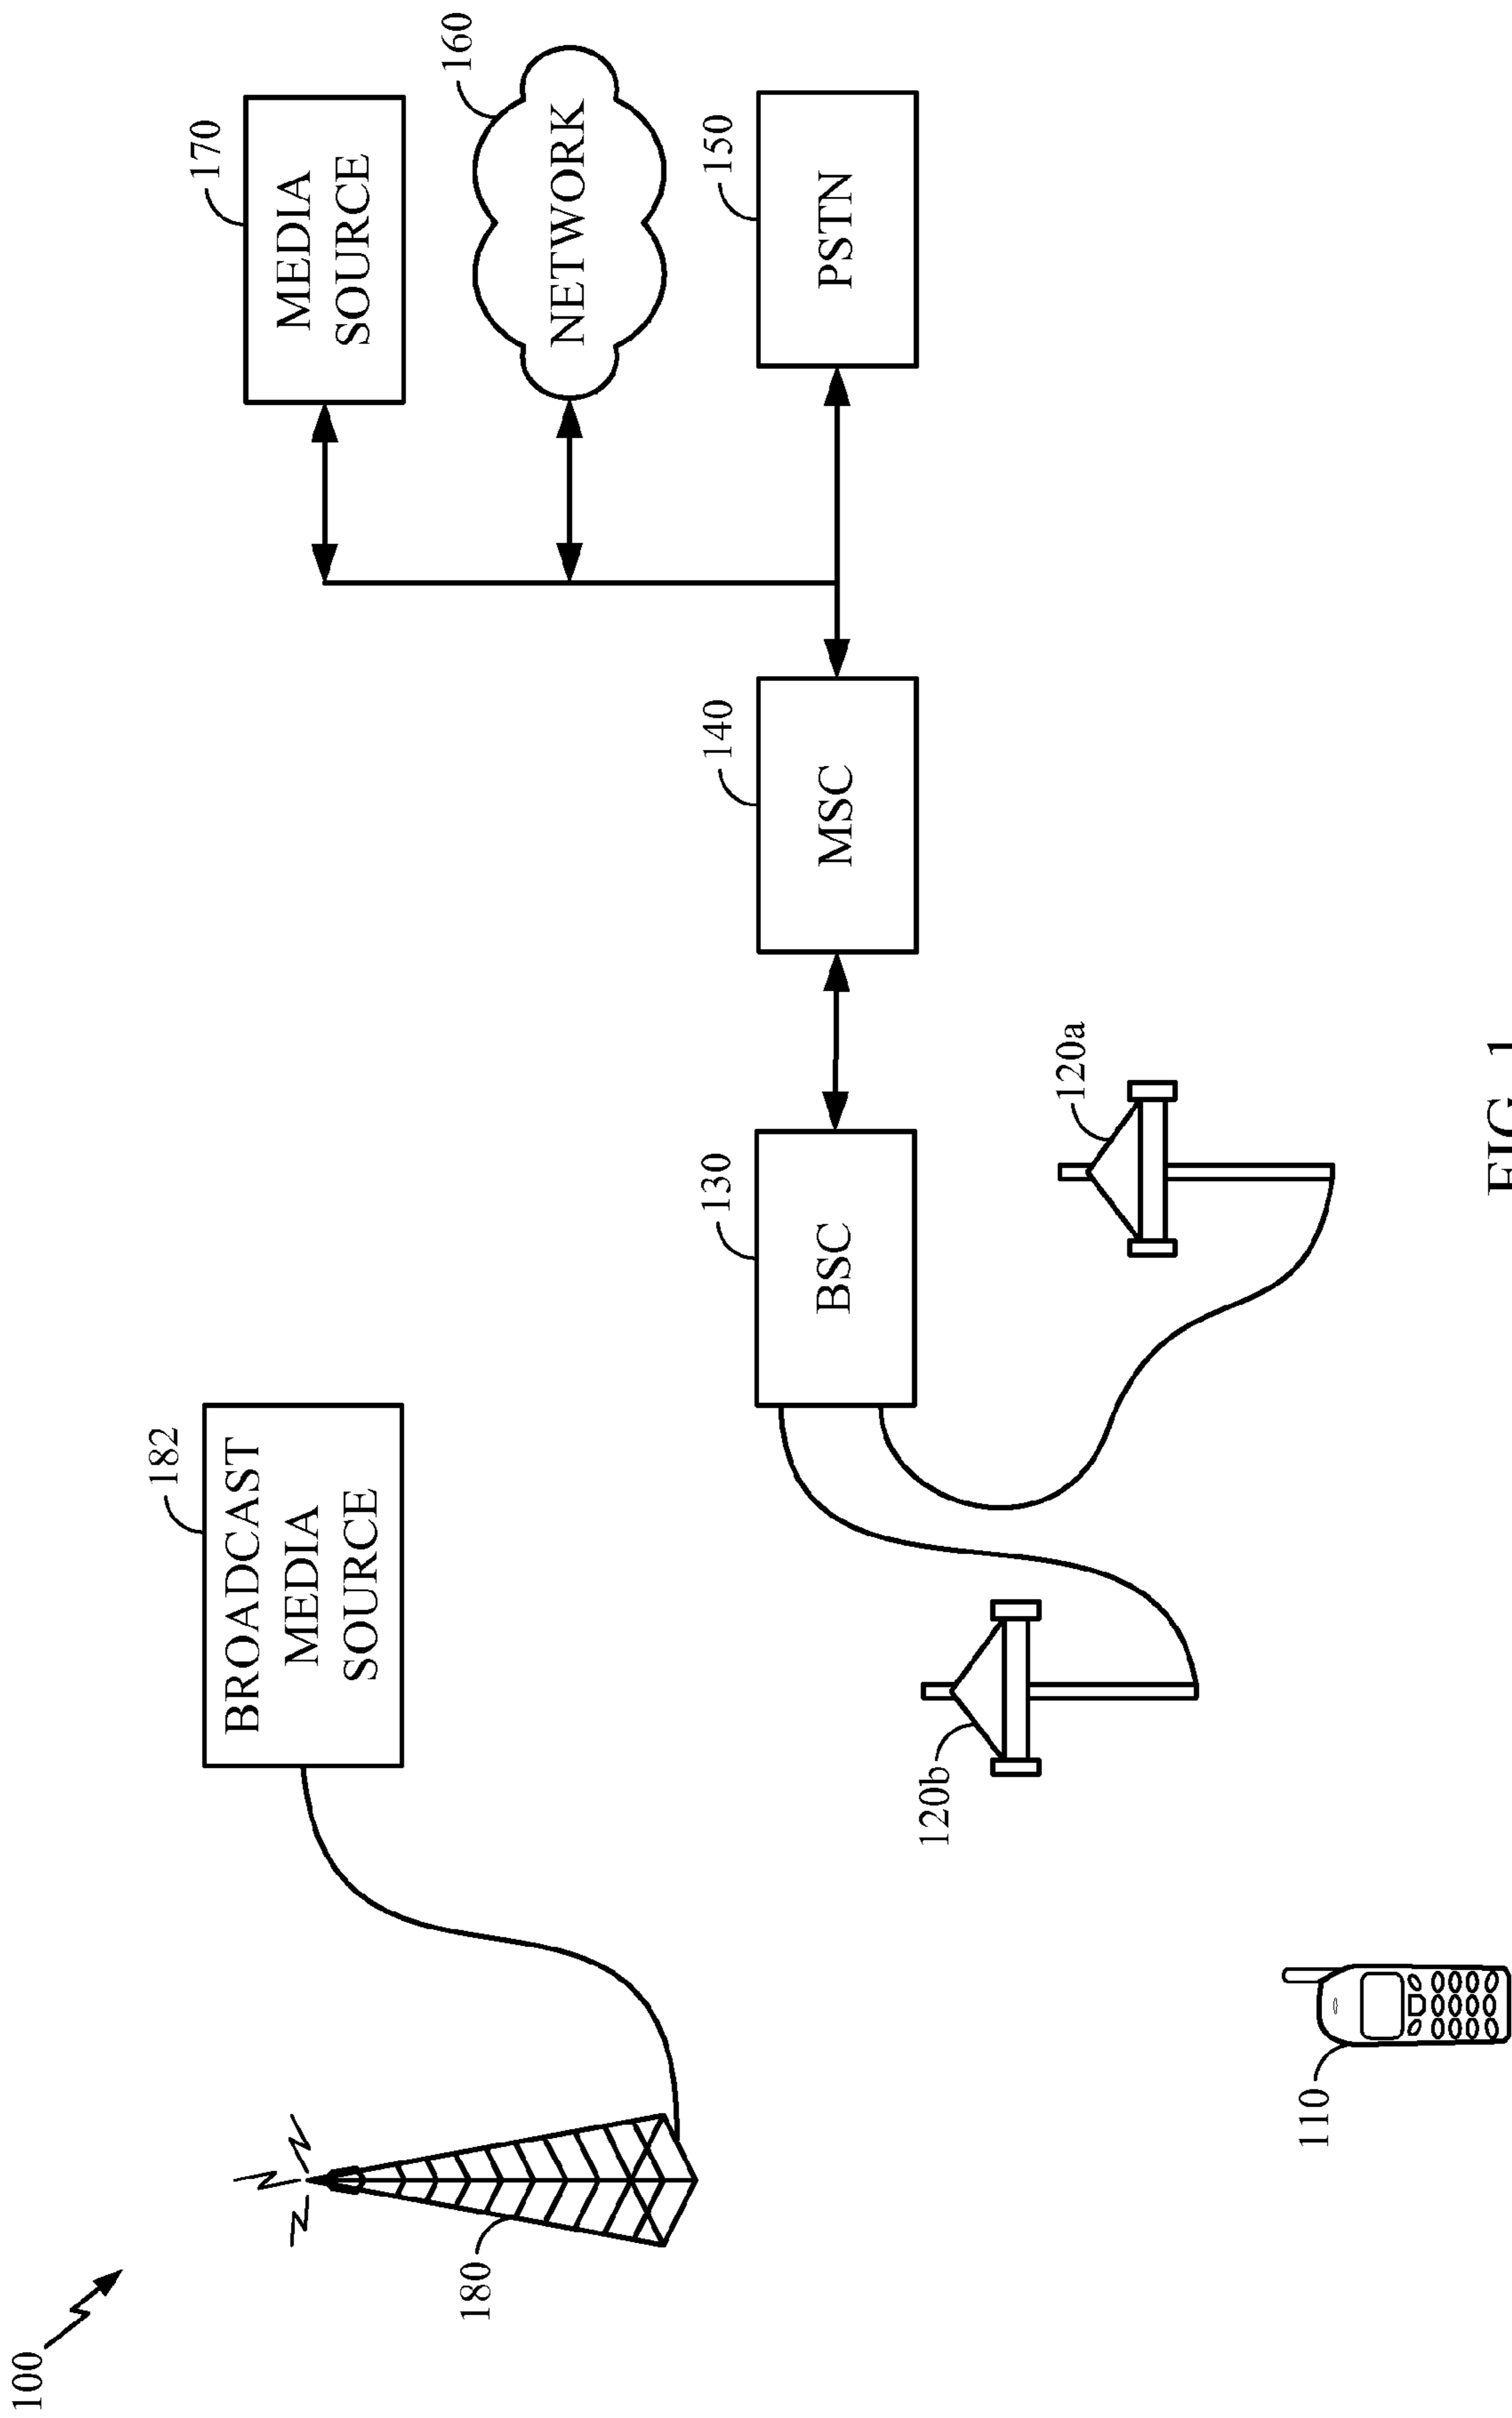 100
180
182
BROADCAST
MEDIA
SOURCE
170
MEDIA
SOURCE
160
NETWORK
150
PSTN
140
MSC
130
BSC
120a
120b
110
FIG. 1